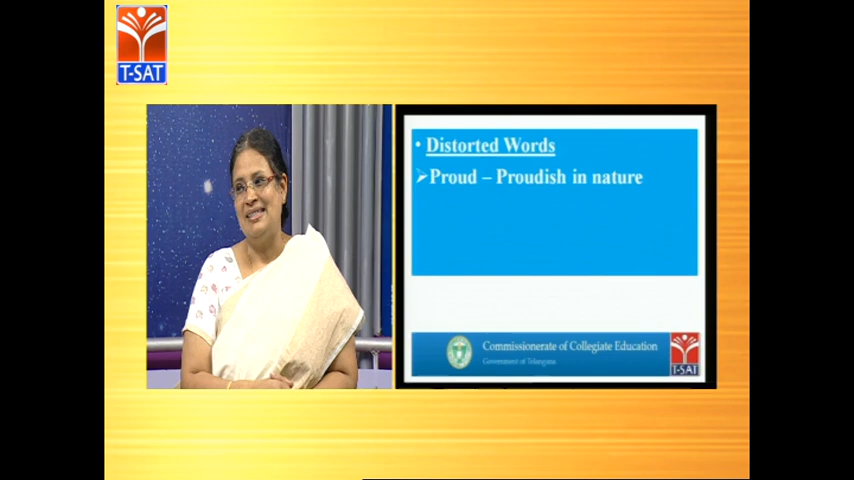 T-SAT
• Distorted Words
➢Proud – Proudish in nature
Commissionerate of Collegiate Education
Government of Telangana
T-SAT